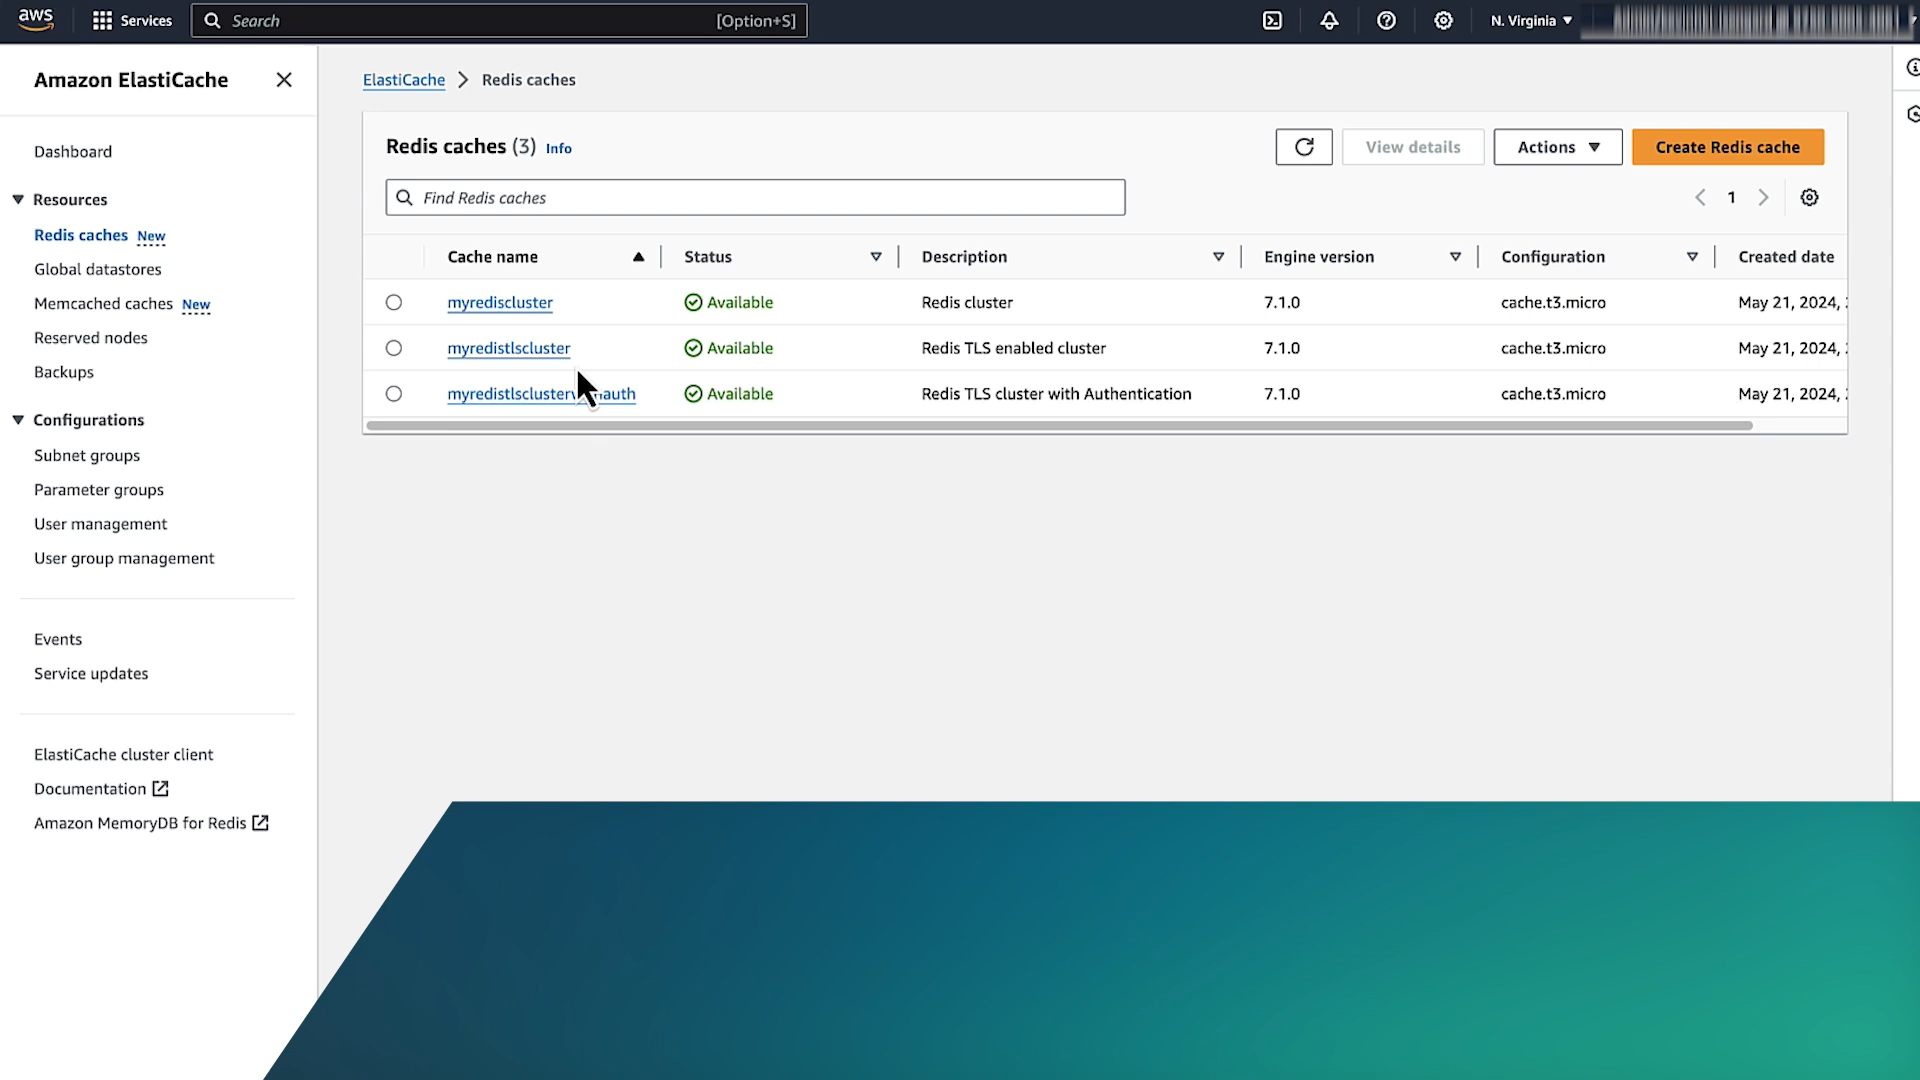 aws Services Search [Option+S] N. Virginia
Amazon ElastiCache
Dashboard
Resources
Redis caches New
Global datastores
Memcached caches New
Reserved nodes
Backups
Configurations
Subnet groups
Parameter groups
User management
User group management
Events
Service updates
ElastiCache cluster client
Documentation
Amazon MemoryDB for Redis
ElastiCache Redis caches
Redis caches (3) Info View details Actions Create Redis cache
Find Redis caches 1
Cache name Status Description Engine version Configuration Created date
myrediscluster Available Redis cluster 7.1.0 cache.t3.micro May 21, 2024,
myredistlscluster Available Redis TLS enabled cluster 7.1.0 cache.t3.micro May 21, 2024,
Available Redis TLS cluster with Authentication 7.1.0 cache.t3.micro May 21, 2024,